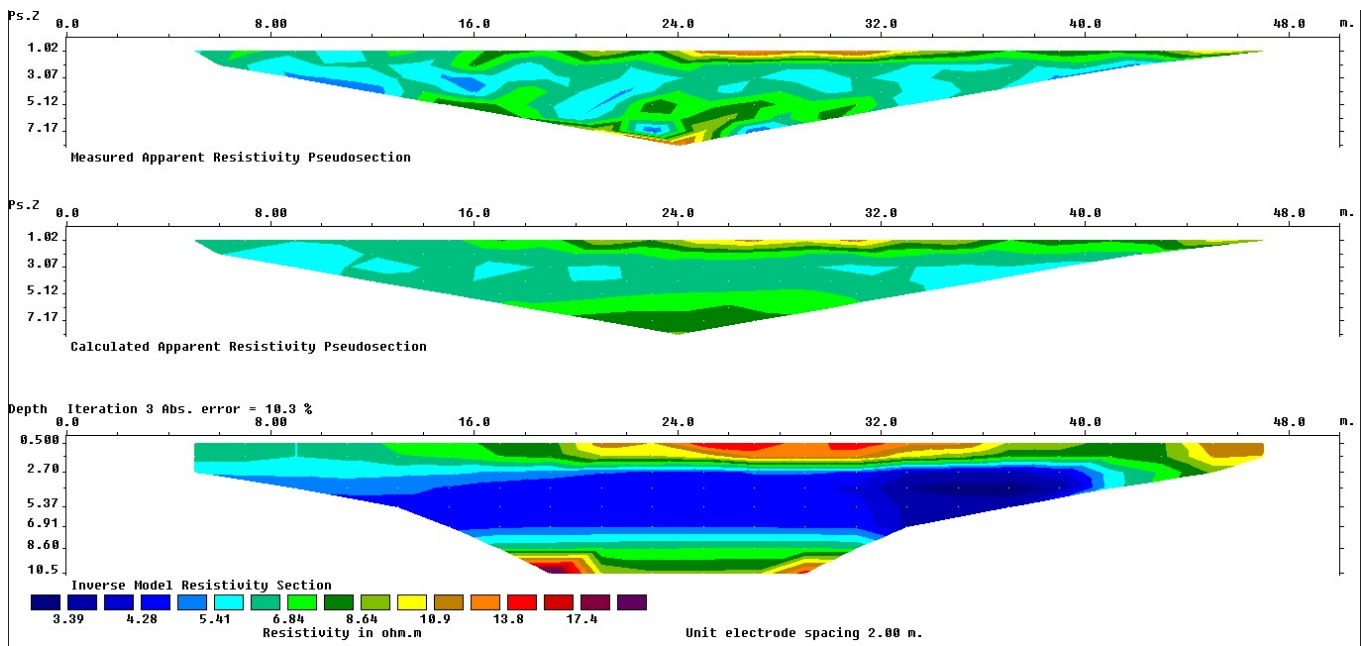 Ps.Z 0.0 8.00 16.0 24.0 32.0 40.0 48.0 m.
1.02
3.07
5.12
7.17
Measured Apparent Resistivity Pseudosection
Ps.Z 0.0 8.00 16.0 24.0 32.0 40.0 48.0 m.
1.02
3.07
5.12
7.17
Calculated Apparent Resistivity Pseudosection
Depth Iteration 3 Abs. error = 10.3 %
0.0 8.00 16.0 24.0 32.0 40.0 48.0 m.
0.500
2.78
5.37
6.91
8.60
10.5
Inverse Model Resistivity Section
3.39 4.28 5.41 6.84 8.64 10.9 13.8 17.4
Resistivity in ohm.m Unit electrode spacing 2.00 m.